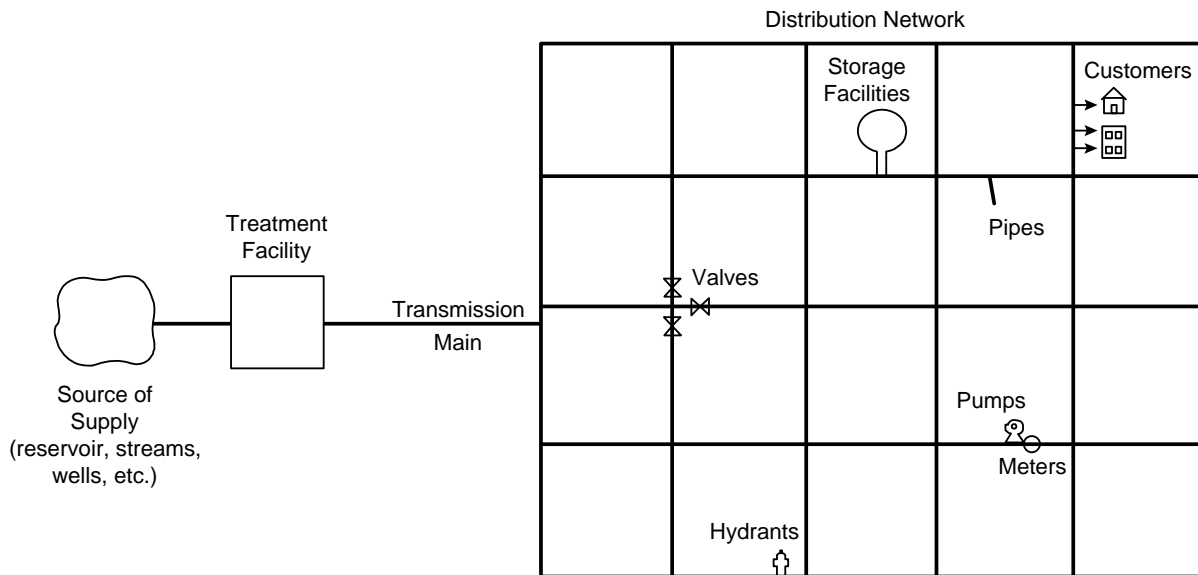 Distribution Network
Storage
Facilities
Customers
Pipes
Treatment
Facility
Valves
Transmission
Main
Source of
Supply
(reservoir, streams,
wells, etc.)
Pumps
Meters
Hydrants